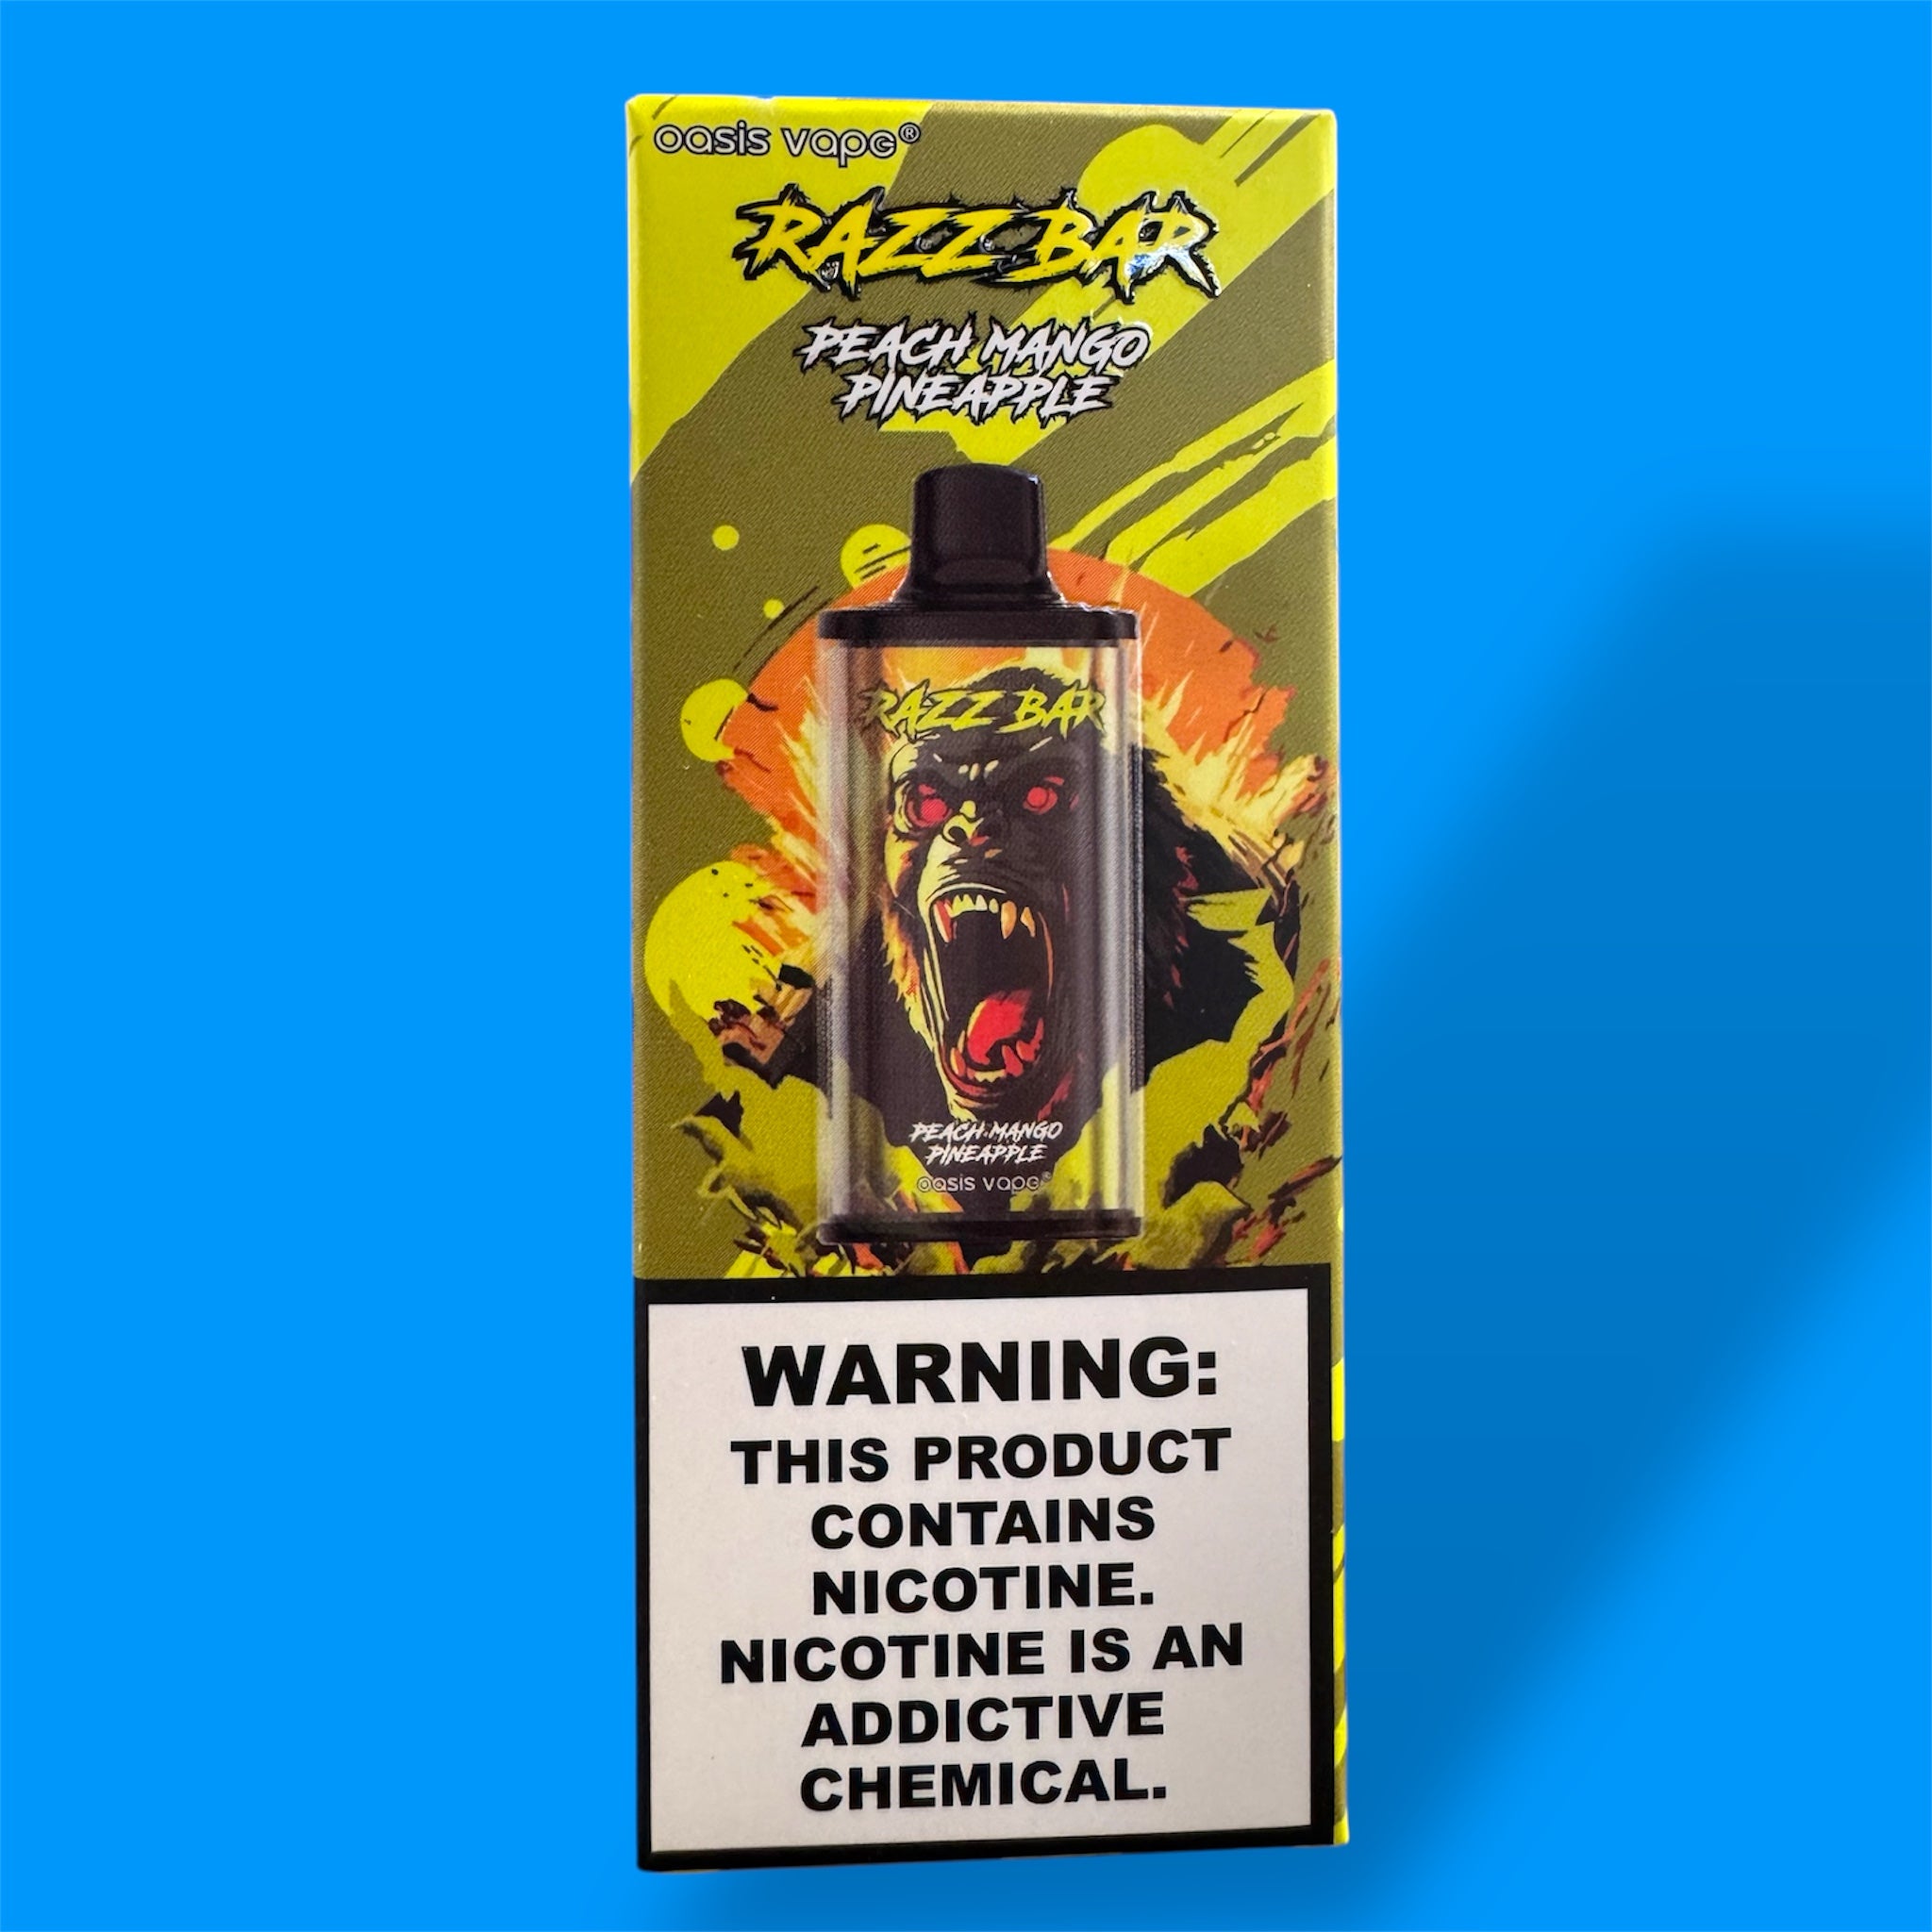 oasis vape®
RAZZ BAR
PEACH MANGO
PINEAPPLE
RAZZ BAR
PEACH MANGO
PINEAPPLE
oasis vape®
WARNING:
THIS PRODUCT
CONTAINS
NICOTINE.
NICOTINE IS AN
ADDICTIVE
CHEMICAL.